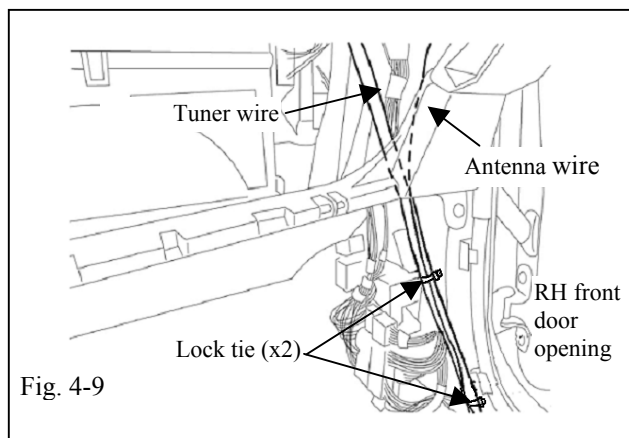 Tuner wire
Antenna wire
RH front
door
opening
Lock tie (x2)
Fig. 4-9